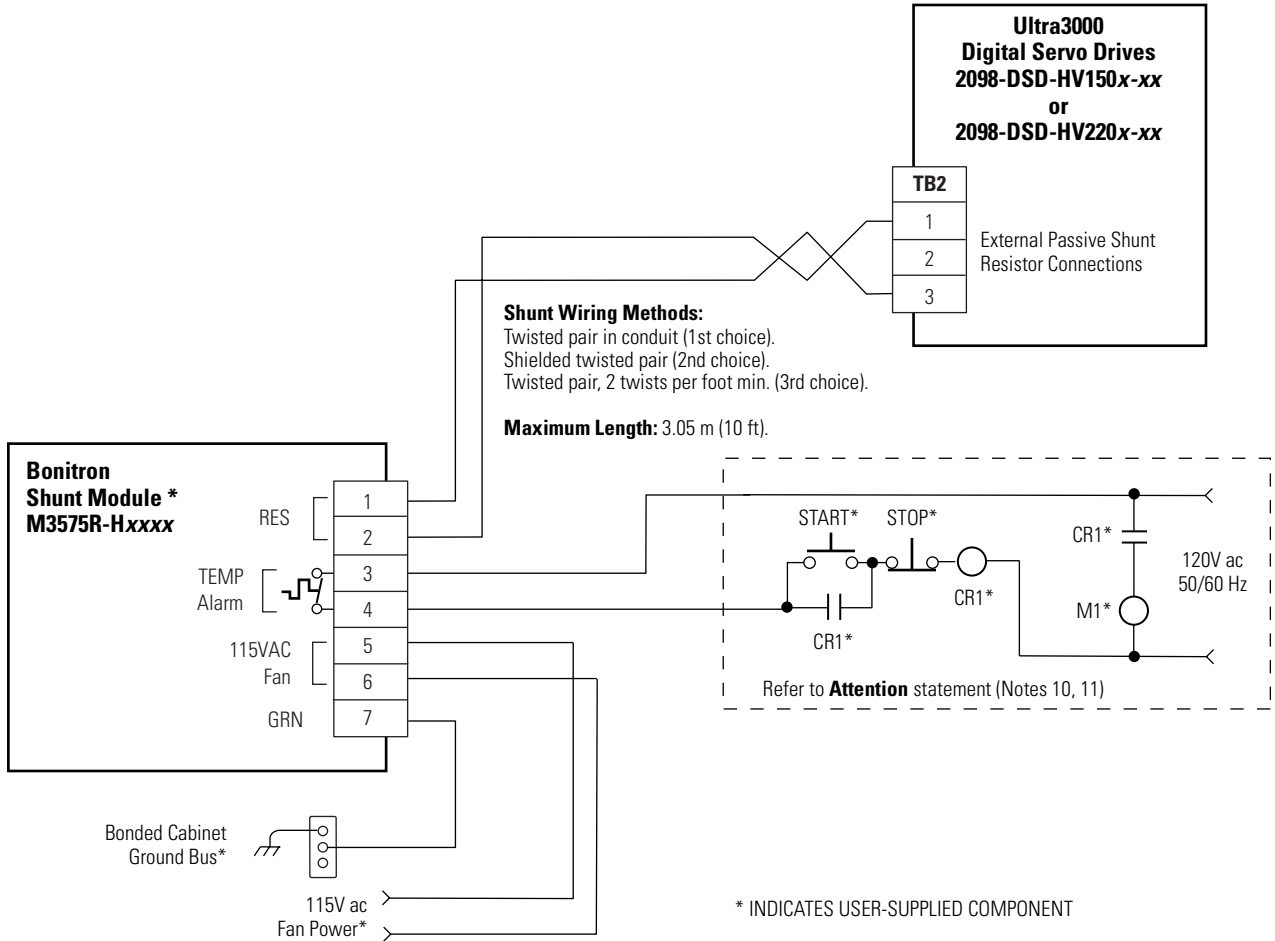 Ultra3000
Digital Servo Drives
2098-DSD-HV150x-xx
or
2098-DSD-HV220x-xx
TB2
1
2
3
External Passive Shunt
Resistor Connections
Shunt Wiring Methods:
Twisted pair in conduit (1st choice).
Shielded twisted pair (2nd choice).
Twisted pair, 2 twists per foot min. (3rd choice).
Maximum Length: 3.05 m (10 ft).
Bonitron
Shunt Module *
M3575R-Hxxxx
RES
TEMP
Alarm
115VAC
Fan
GRN
1
2
3
4
5
6
7
START*
STOP*
CR1*
CR1*
CR1*
M1*
120V ac
50/60 Hz
Refer to Attention statement (Notes 10, 11)
Bonded Cabinet
Ground Bus*
115V ac
Fan Power*
* INDICATES USER-SUPPLIED COMPONENT